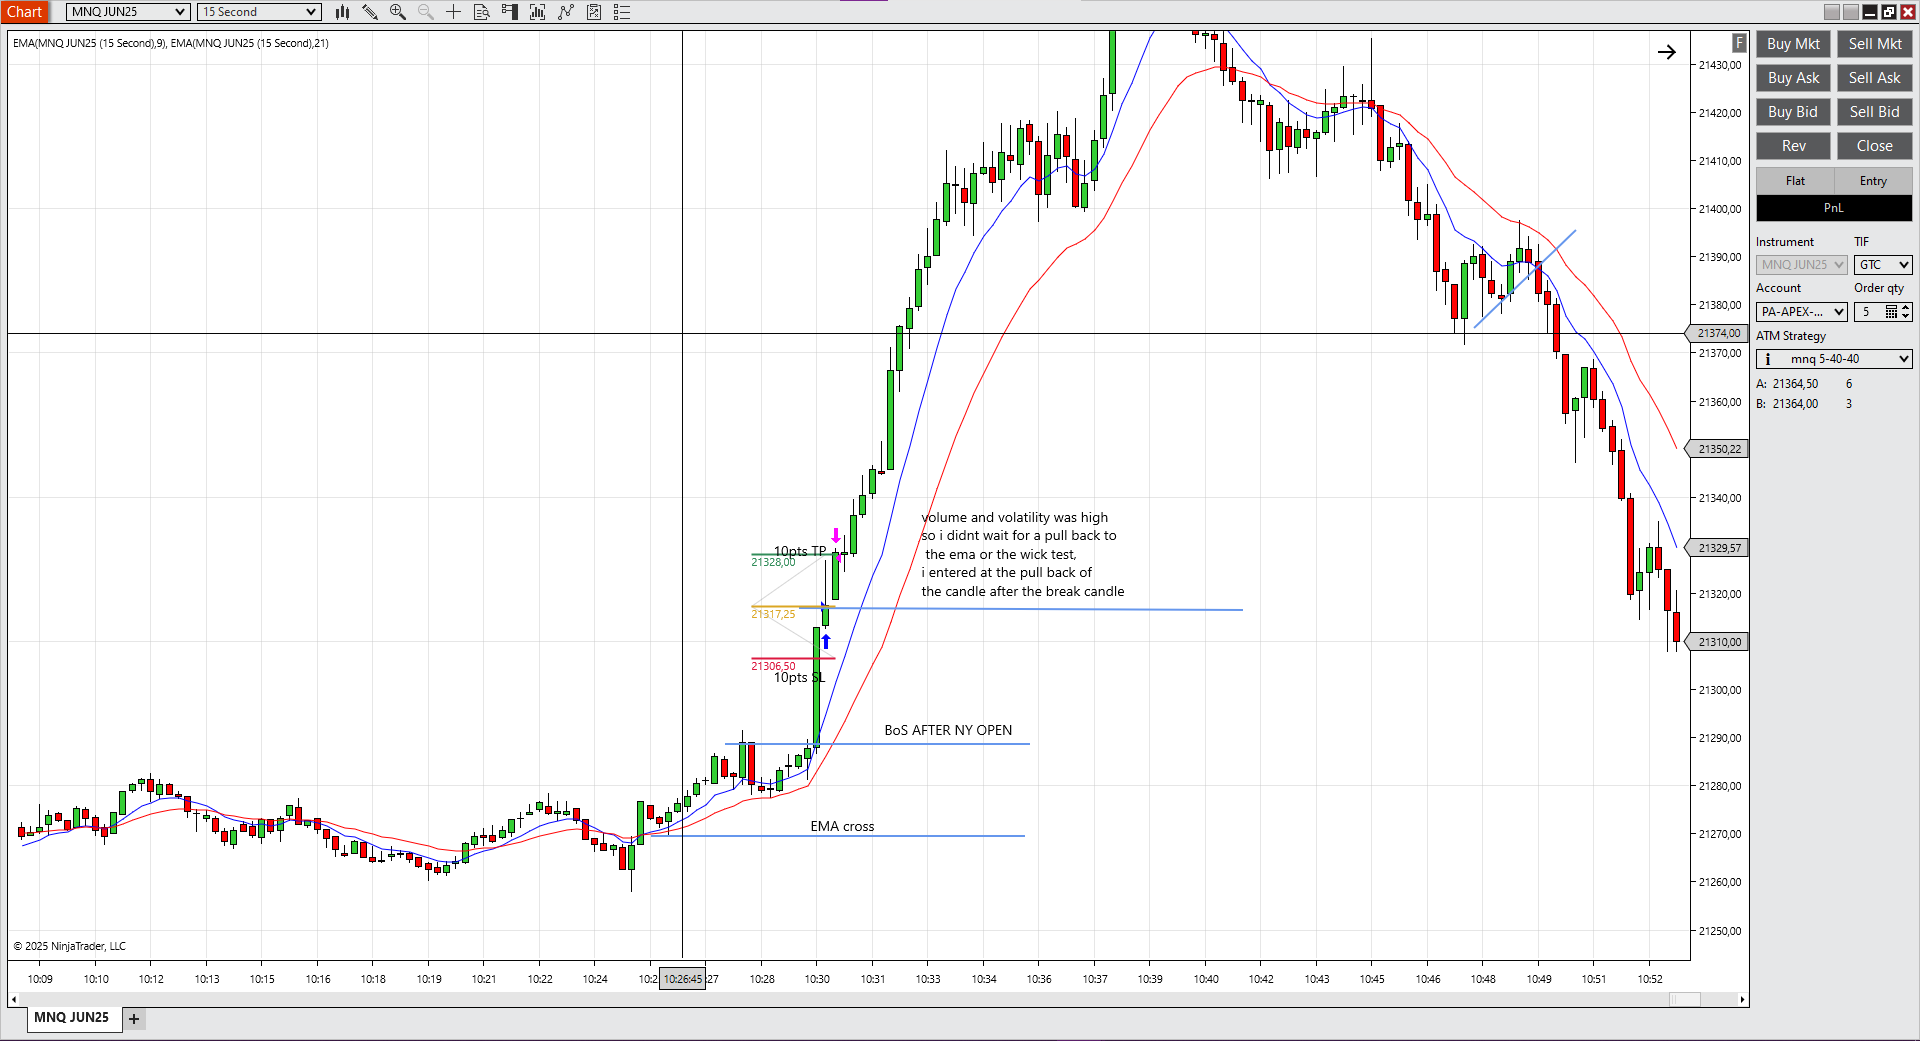 Chart
MNQ JUN25
15 Second
EMA(MNQ JUN25 (15 Second),9), EMA(MNQ JUN25 (15 Second),21)
F
21430,00
21420,00
21410,00
21400,00
21390,00
21380,00
21374,00
21370,00
21360,00
21350,22
21340,00
21329,57
21320,00
21310,00
21300,00
21290,00
21280,00
21270,00
21260,00
21250,00
volume and volatility was high
so i didnt wait for a pull back to
the ema or the wick test,
i entered at the pull back of
the candle after the break candle
10pts TP
21328,00
21317,25
21306,50
10pts SL
BoS AFTER NY OPEN
EMA cross
© 2025 NinjaTrader, LLC
10:09 10:10 10:12 10:13 10:15 10:16 10:18 10:19 10:21 10:22 10:24 10:2 10:26:45 :27 10:28 10:30 10:31 10:33 10:34 10:36 10:37 10:39 10:40 10:42 10:43 10:45 10:46 10:48 10:49 10:51 10:52
MNQ JUN25 +
Buy Mkt Sell Mkt
Buy Ask Sell Ask
Buy Bid Sell Bid
Rev Close
Flat Entry
PnL
Instrument TIF
MNQ JUN25 GTC
Account Order qty
PA-APEX-... 5
ATM Strategy
mnq 5-40-40
A: 21364,50 6
B: 21364,00 3